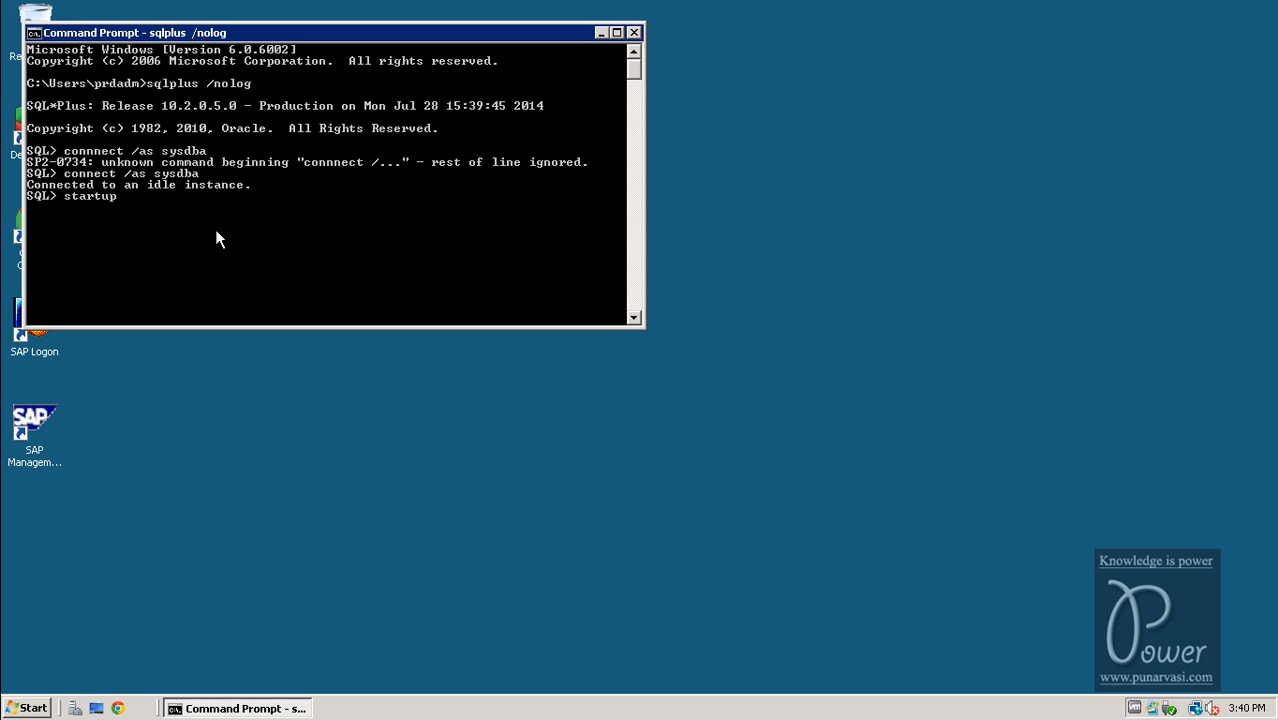 Command Prompt - sqlplus /nolog
Microsoft Windows [Version 6.0.6002]
Copyright (c) 2006 Microsoft Corporation.  All rights reserved.
C:\Users\prdadm>sqlplus /nolog
SQL*Plus: Release 10.2.0.5.0 - Production on Mon Jul 28 15:39:45 2014
Copyright (c) 1982, 2010, Oracle.  All Rights Reserved.
SQL> connnect /as sysdba
SP2-0734: unknown command beginning "connnect /..." - rest of line ignored.
SQL> connect /as sysdba
Connected to an idle instance.
SQL> startup
SAP Logon
SAP
SAP
Managem...
Knowledge is power
Power
www.punarvasi.com
Start
Command Prompt - s...
3:40 PM